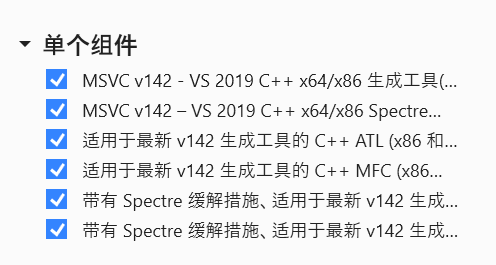 单个组件
MSVC v142 - VS 2019 C++ x64/x86 生成工具(...
MSVC v142 – VS 2019 C++ x64/x86 Spectre...
适用于最新 v142 生成工具的 C++ ATL (x86 和...
适用于最新 v142 生成工具的 C++ MFC (x86...
带有 Spectre 缓解措施、适用于最新 v142 生成...
带有 Spectre 缓解措施、适用于最新 v142 生成...